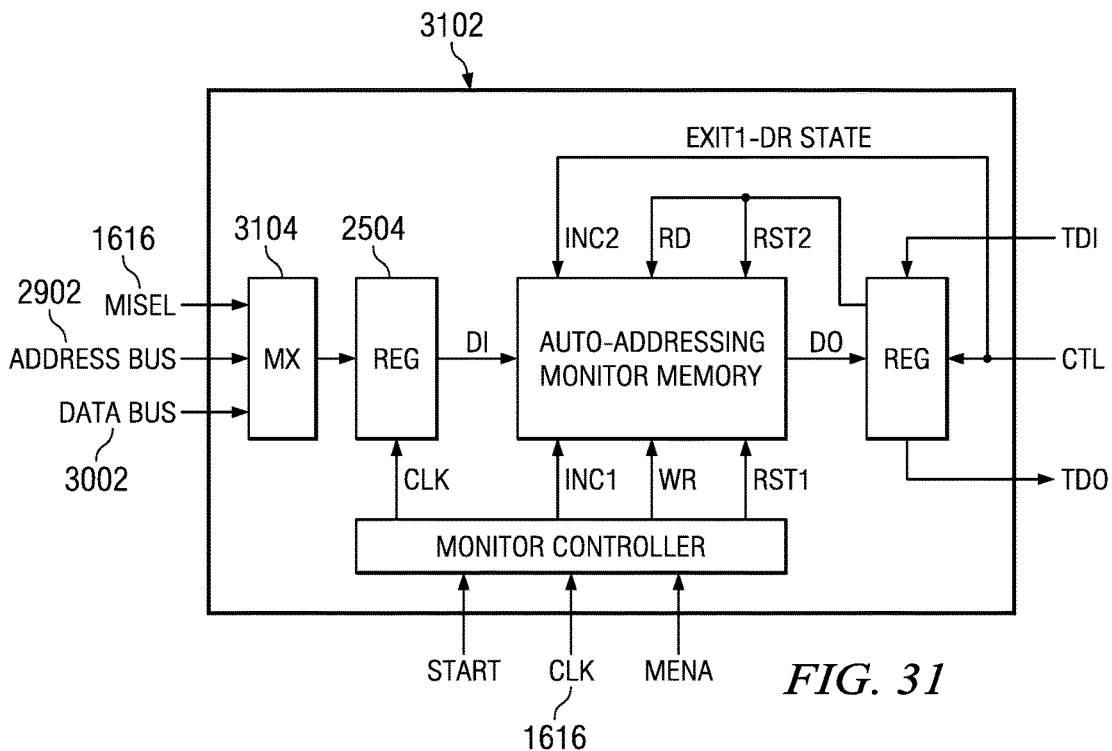 3102
EXIT1-DR STATE
3104
2504
1616
INC2
RD
RST2
TDI
2902
MISEL
ADDRESS BUS
MX
REG
DI
AUTO-ADDRESSING
MONITOR MEMORY
DO
REG
CTL
DATA BUS
3002
CLK
INC1
WR
RST1
TDO
MONITOR CONTROLLER
START
CLK
MENA
1616
FIG. 31